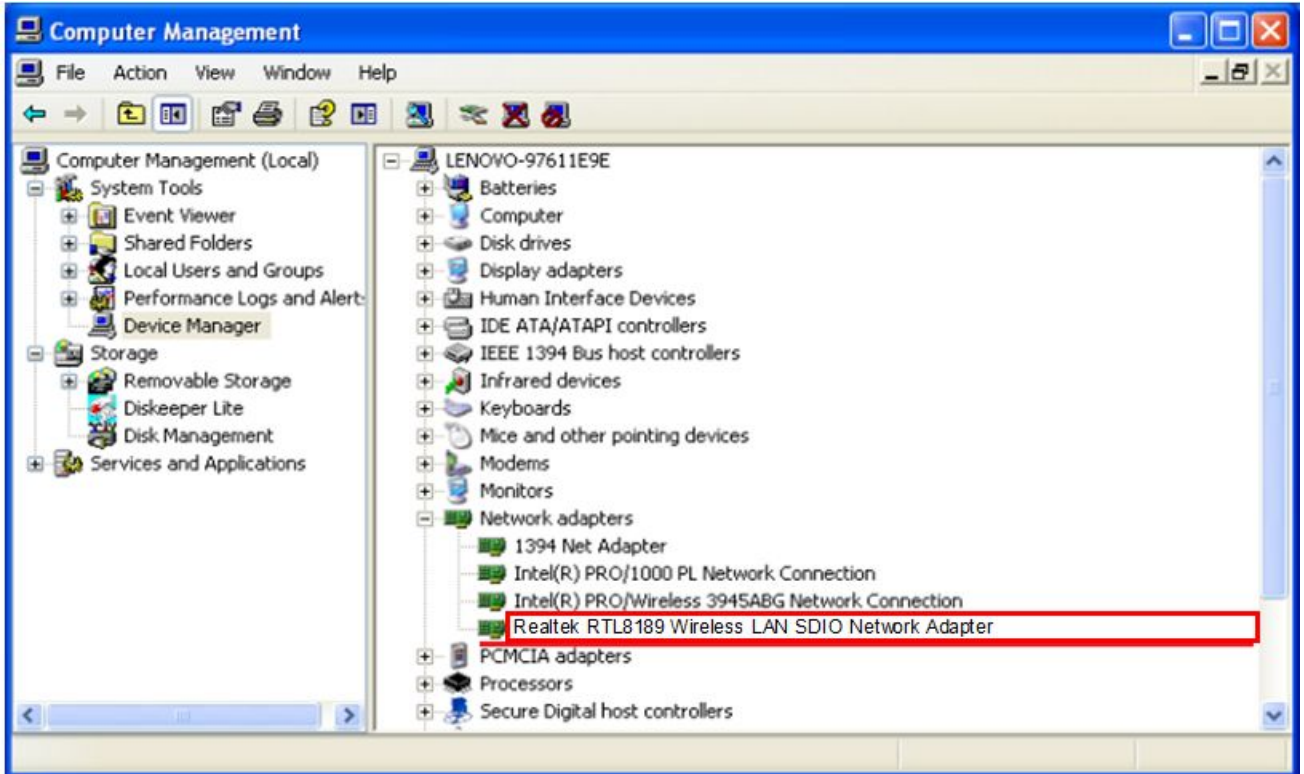 Computer Management
File Action View Window Help
Computer Management (Local)
System Tools
Event Viewer
Shared Folders
Local Users and Groups
Performance Logs and Alert
Device Manager
Storage
Removable Storage
Diskeeper Lite
Disk Management
Services and Applications
LENOVO-97611E9E
Batteries
Computer
Disk drives
Display adapters
Human Interface Devices
IDE ATA/ATAPI controllers
IEEE 1394 Bus host controllers
Infrared devices
Keyboards
Mice and other pointing devices
Modems
Monitors
Network adapters
1394 Net Adapter
Intel(R) PRO/1000 PL Network Connection
Intel(R) PRO/Wireless 3945ABG Network Connection
Realtek RTL8189 Wireless LAN SDIO Network Adapter
PCMCIA adapters
Processors
Secure Digital host controllers